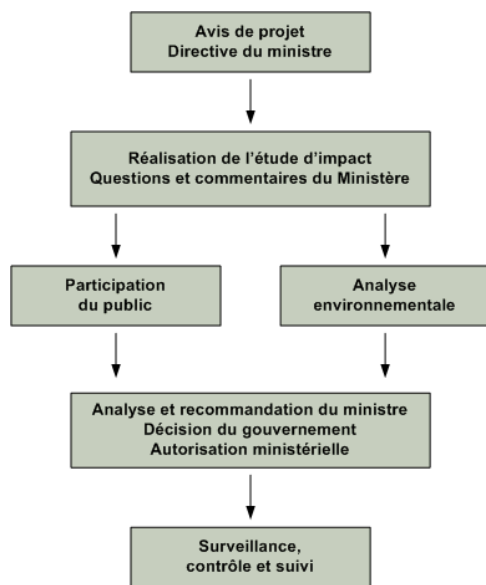 Avis de projet
Directive du ministre
Réalisation de l'étude d'impact
Questions et commentaires du Ministère
Participation
du public
Analyse
environnementale
Analyse et recommandation du ministre
Décision du gouvernement
Autorisation ministérielle
Surveillance,
contrôle et suivi